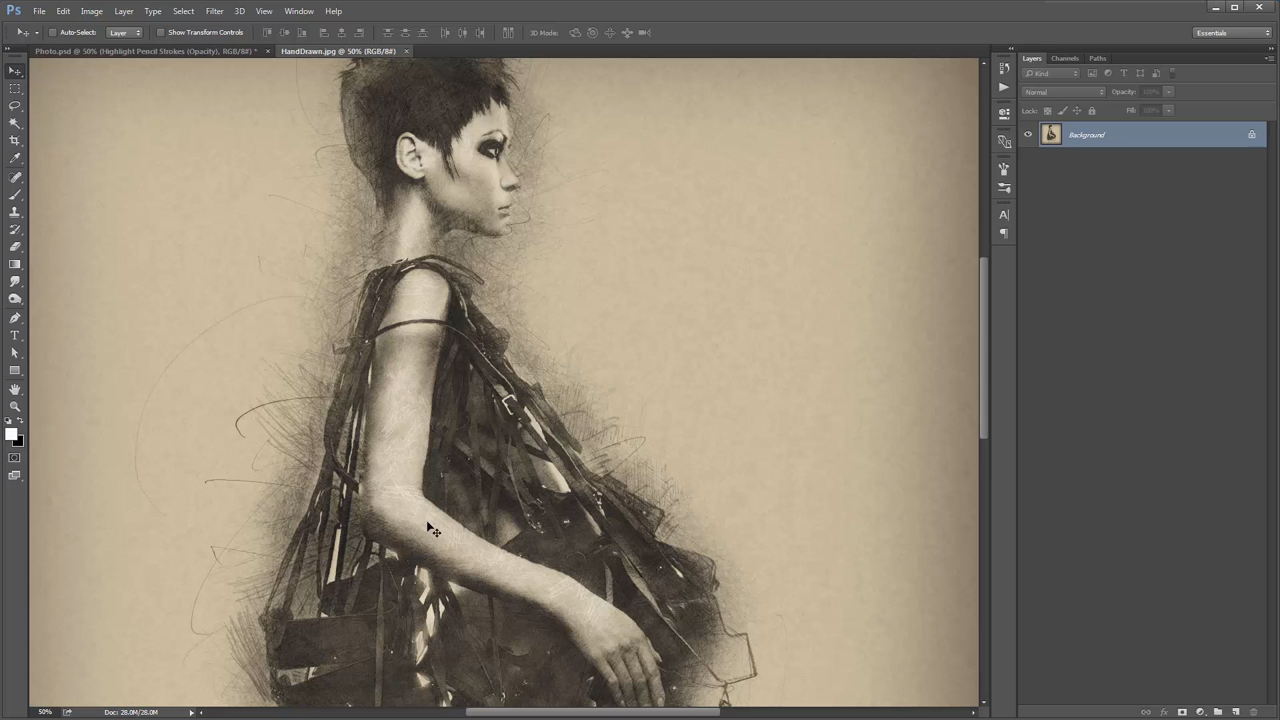 Ps File Edit Image Layer Type Select Filter 3D View Window Help
Auto-Select: Layer Show Transform Controls 3D Mode: Essentials
Photo.psd @ 50% (Highlight Pencil Strokes (Opacity), RGB/8#) * × HandDrawn.jpg @ 50% (RGB/8#) ×
Layers Channels Paths
Kind
Normal Opacity: 100%
Lock: Fill: 100%
Background
50% Doc: 28.0M/28.0M